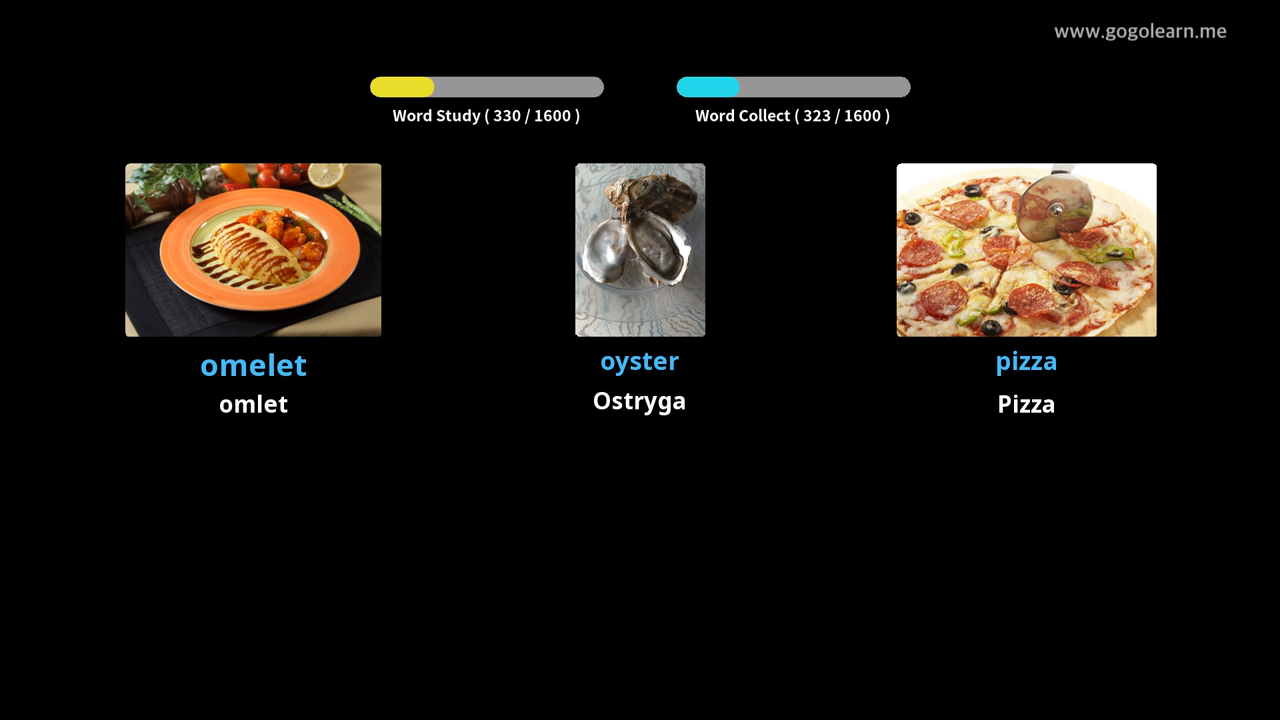 www.gogolearn.me
Word Study ( 330 / 1600 )
Word Collect ( 323 / 1600 )
omelet
omlet
oyster
Ostryga
pizza
Pizza